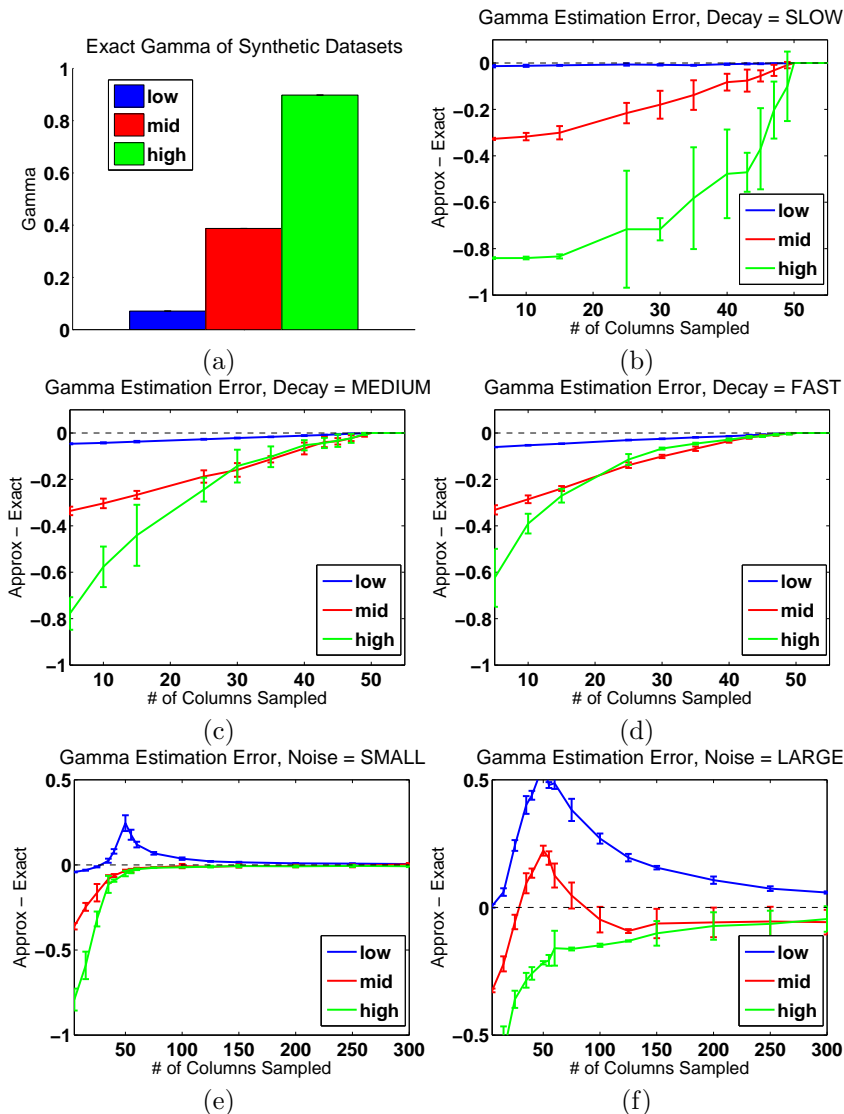 Exact Gamma of Synthetic Datasets
1
0.8
0.6
0.4
0.2
0
Gamma
low
mid
high
(a)
Gamma Estimation Error, Decay = SLOW
0
−0.2
−0.4
−0.6
−0.8
−1
Approx − Exact
low
mid
high
10 20 30 40 50
# of Columns Sampled
(b)
Gamma Estimation Error, Decay = MEDIUM
0
−0.2
−0.4
−0.6
−0.8
−1
Approx − Exact
low
mid
high
10 20 30 40 50
# of Columns Sampled
(c)
Gamma Estimation Error, Decay = FAST
0
−0.2
−0.4
−0.6
−0.8
−1
Approx − Exact
low
mid
high
10 20 30 40 50
# of Columns Sampled
(d)
Gamma Estimation Error, Noise = SMALL
0.5
0
−0.5
−1
Approx − Exact
low
mid
high
50 100 150 200 250 300
# of Columns Sampled
(e)
Gamma Estimation Error, Noise = LARGE
0.5
0
−0.5
Approx − Exact
low
mid
high
50 100 150 200 250 300
# of Columns Sampled
(f)